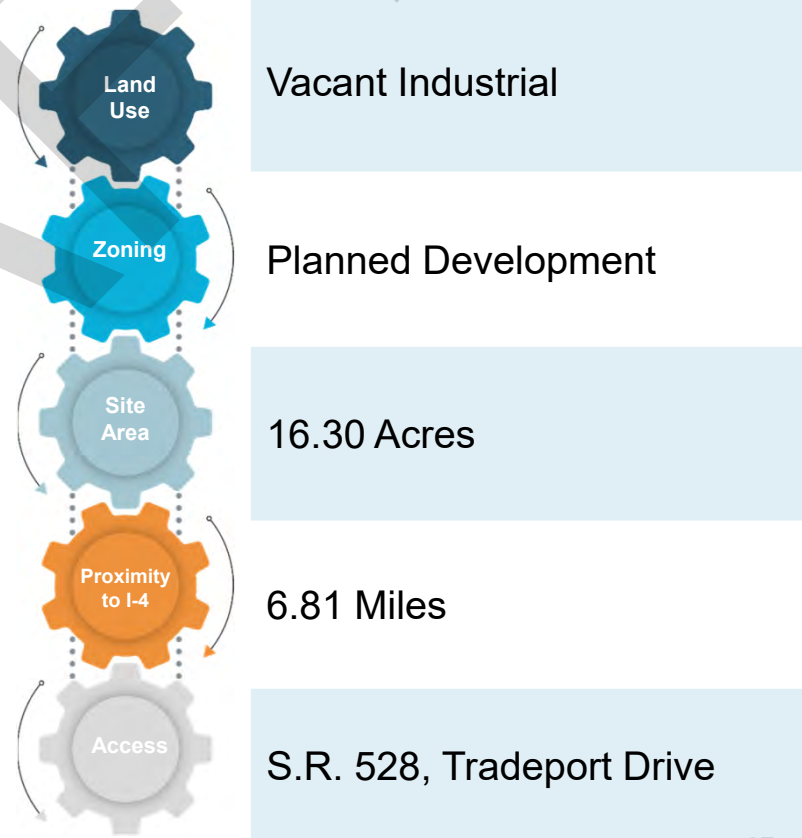 Land
Use
Vacant Industrial
Zoning
Planned Development
Site
Area
16.30 Acres
Proximity
to I-4
6.81 Miles
Access
S.R. 528, Tradeport Drive